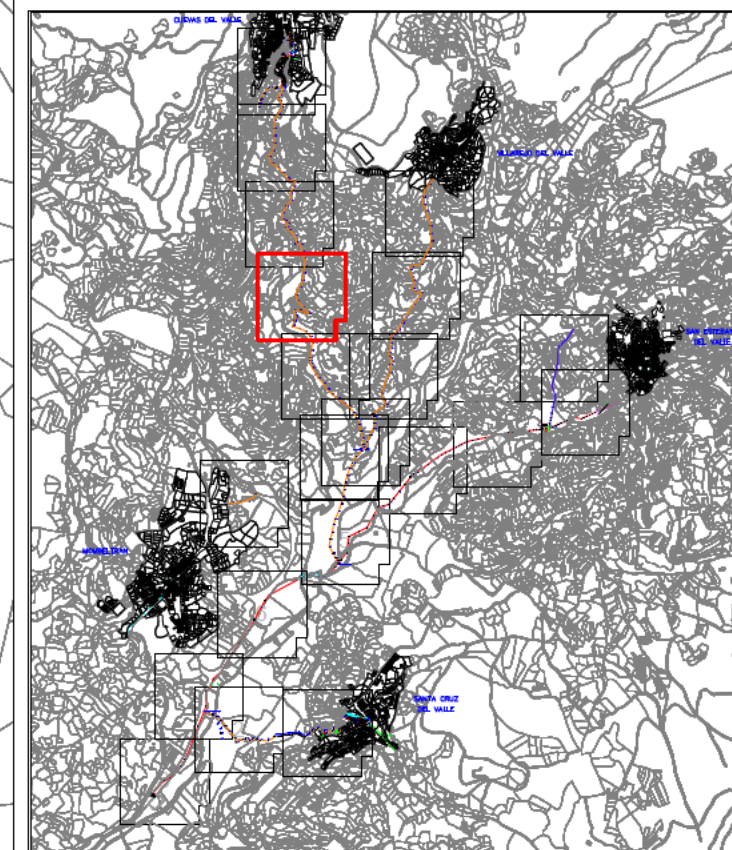 CUEVAS DEL VALLE
VILLAREJO DEL VALLE
SAN ESTEBAN
DEL VALLE
MOMBELTRAN
SANTA CRUZ
DEL VALLE